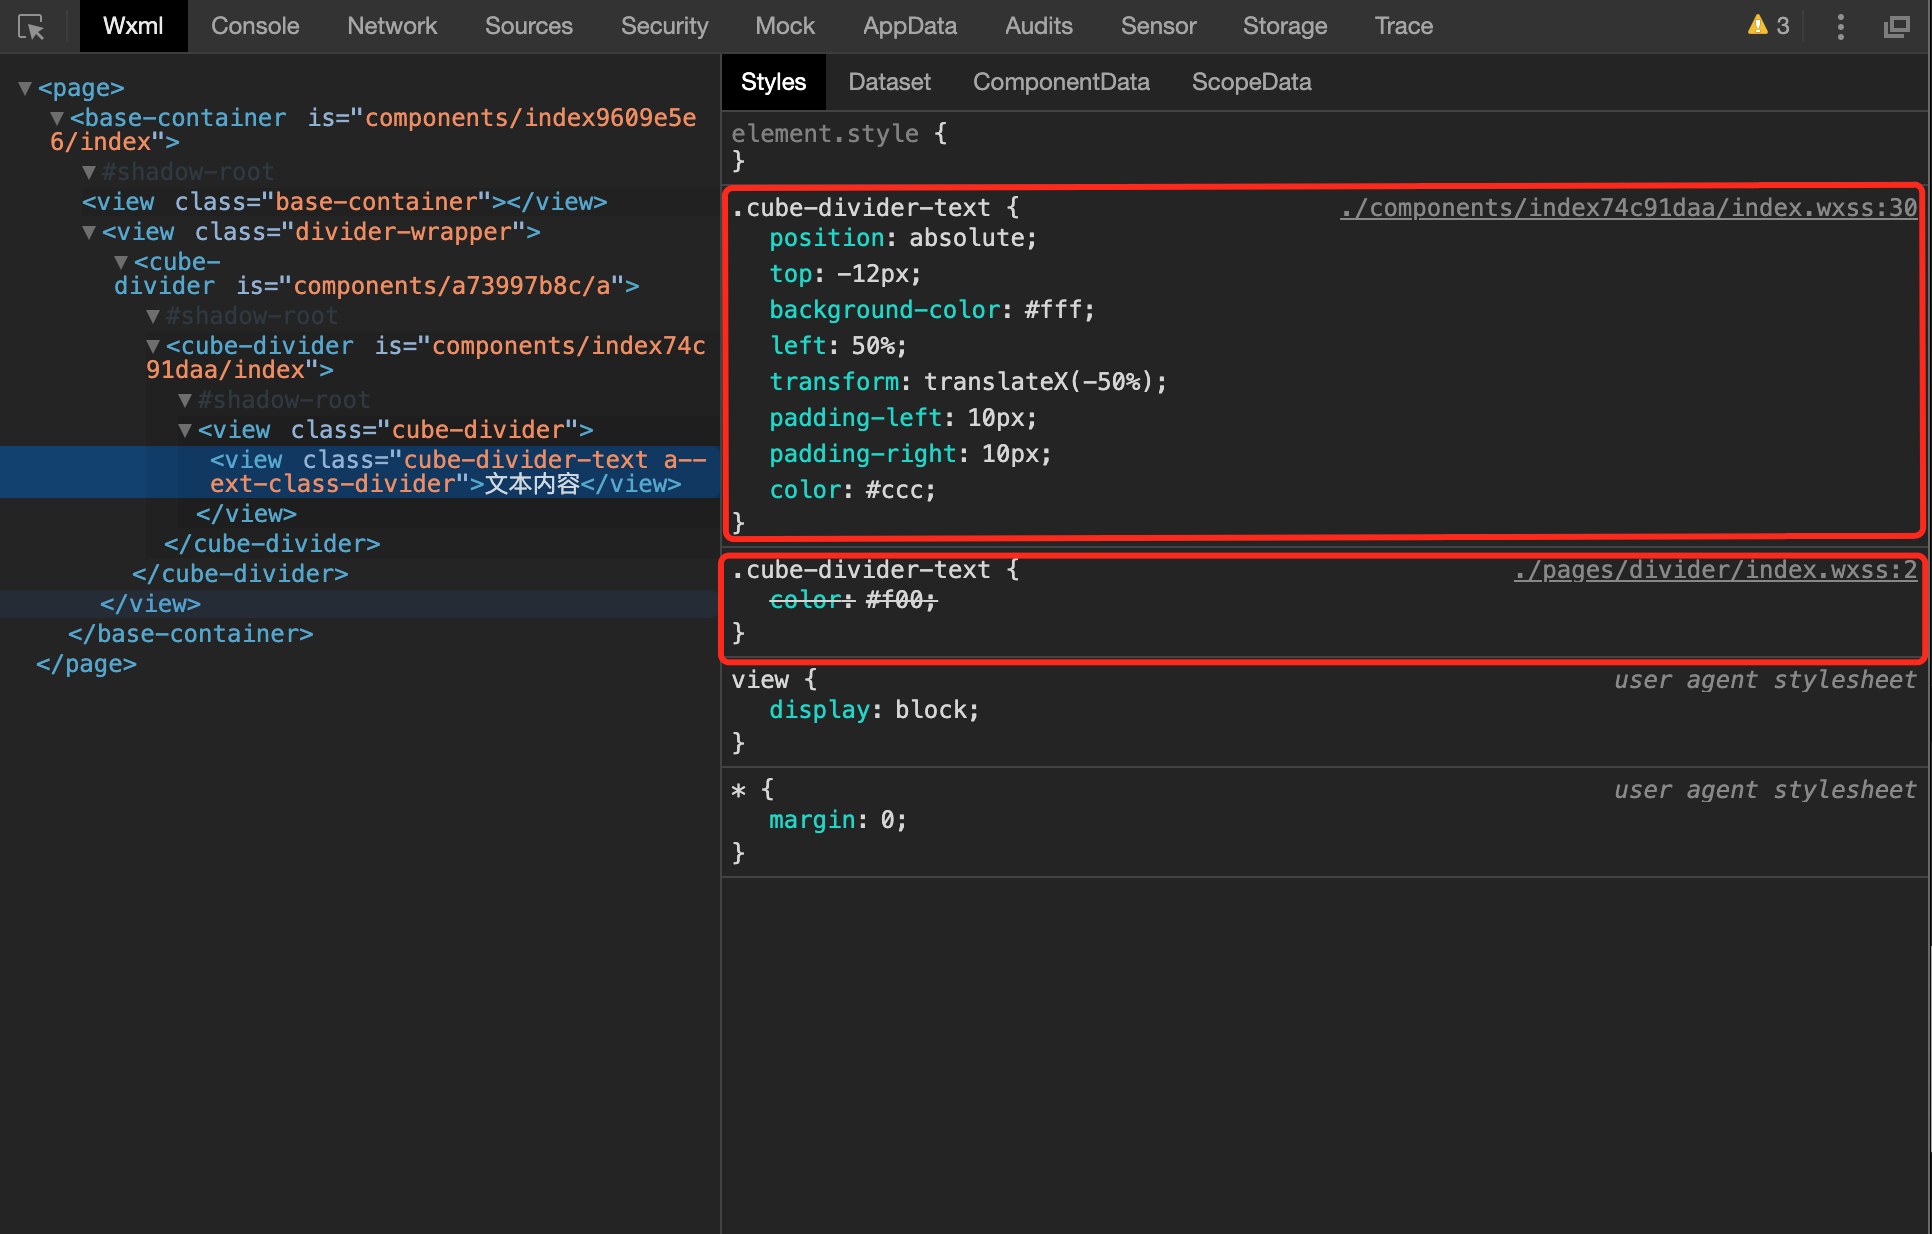 Wxml Console Network Sources Security Mock AppData Audits Sensor Storage Trace 3
<page>
<base-container is="components/index9609e5e
6/index">
#shadow-root
<view class="base-container"></view>
<view class="divider-wrapper">
<cube-
divider is="components/a73997b8c/a">
#shadow-root
<cube-divider is="components/index74c
91daa/index">
#shadow-root
<view class="cube-divider">
<view class="cube-divider-text a--
ext-class-divider">文本内容</view>
</view>
</cube-divider>
</cube-divider>
</view>
</base-container>
</page>
Styles Dataset ComponentData ScopeData
element.style {
}
.cube-divider-text { ./components/index74c91daa/index.wxss:30
position: absolute;
top: -12px;
background-color: #fff;
left: 50%;
transform: translateX(-50%);
padding-left: 10px;
padding-right: 10px;
color: #ccc;
}
.cube-divider-text { ./pages/divider/index.wxss:2
color: #f00;
}
view { user agent stylesheet
display: block;
}
* { user agent stylesheet
margin: 0;
}